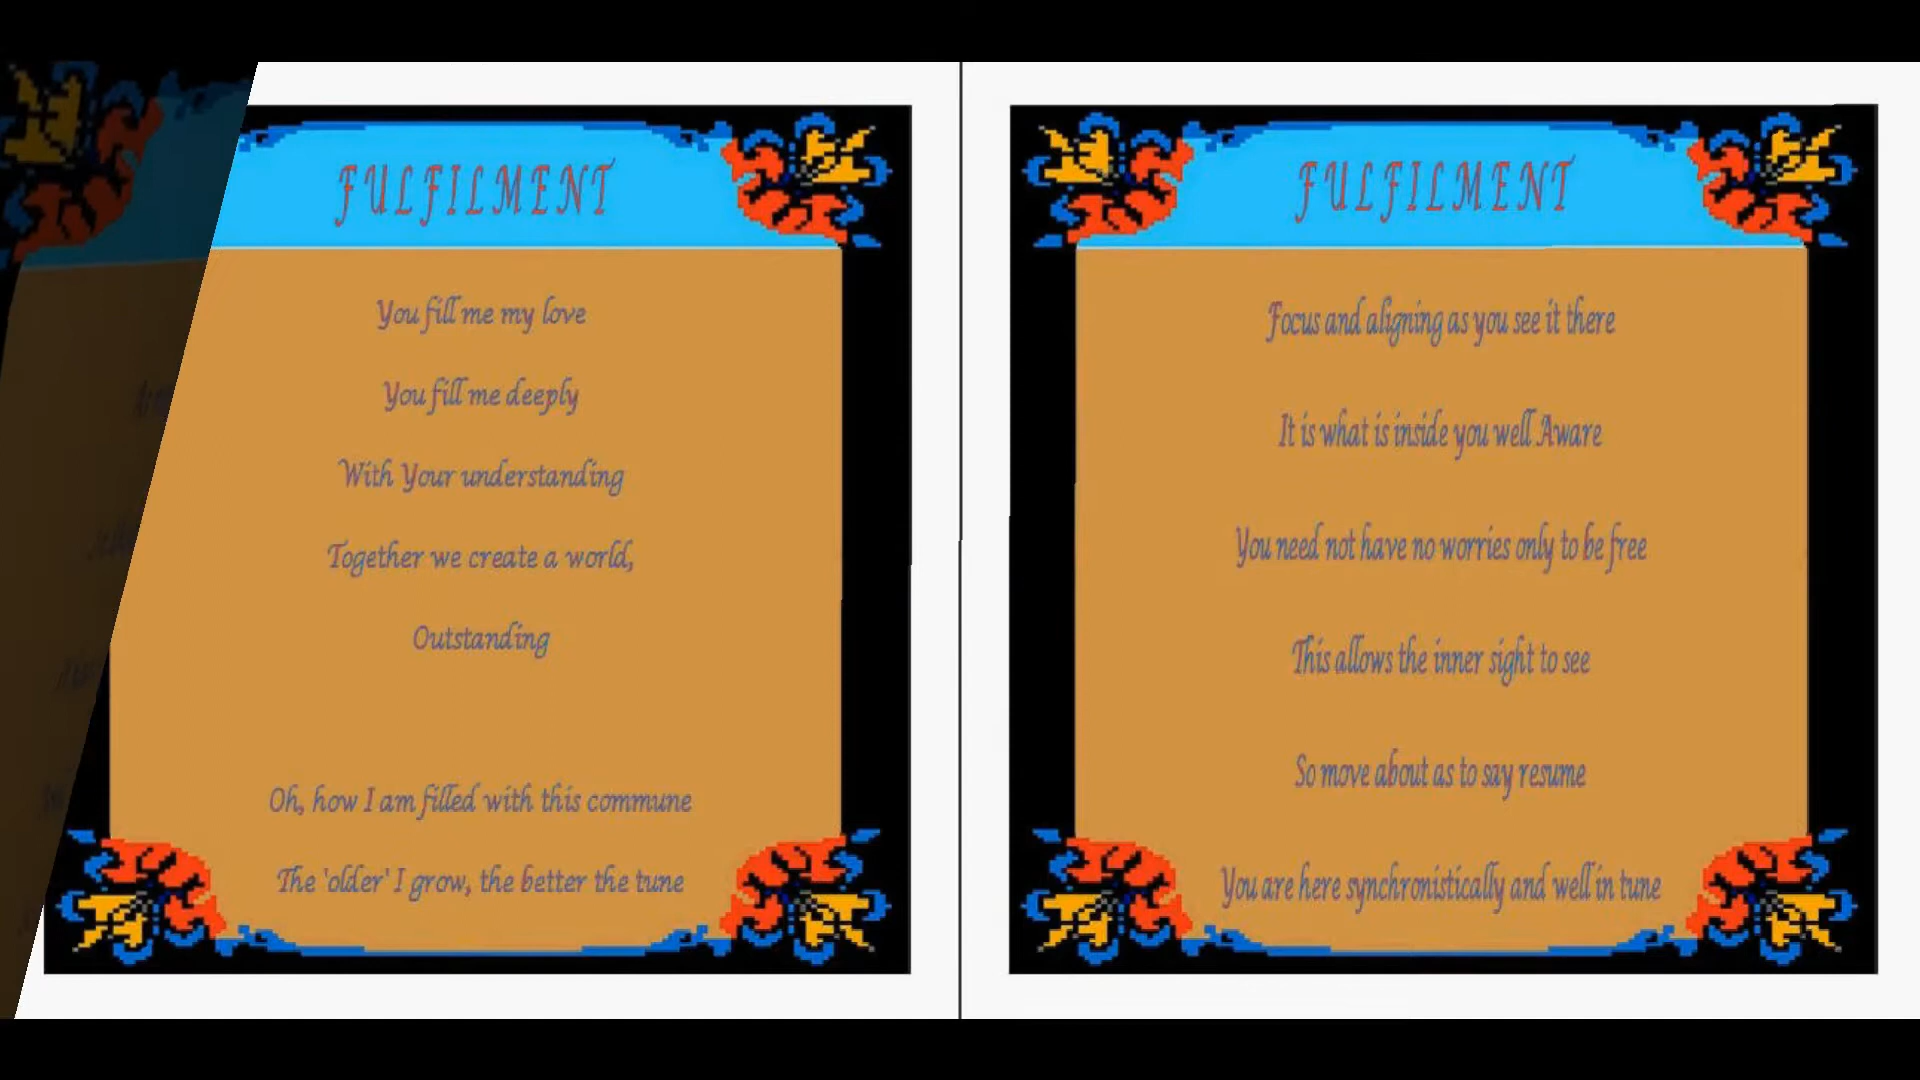 FULFILMENT
You fill me my love
You fill me deeply
With Your understanding
Together we create a world,
Outstanding
Oh, how I am filled with this commune
The 'older' I grow, the better the tune
FULFILMENT
Focus and aligning as you see it there
It is what is inside you well Aware
You need not have no worries only to be free
This allows the inner sight to see
So move about as to say resume
You are here synchronistically and well in tune